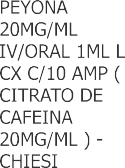 PEYONA
20MG/ML
IV/ORAL 1ML L
CX C/10 AMP (
CITRATO DE
CAFEINA
20MG/ML ) -
CHIESI